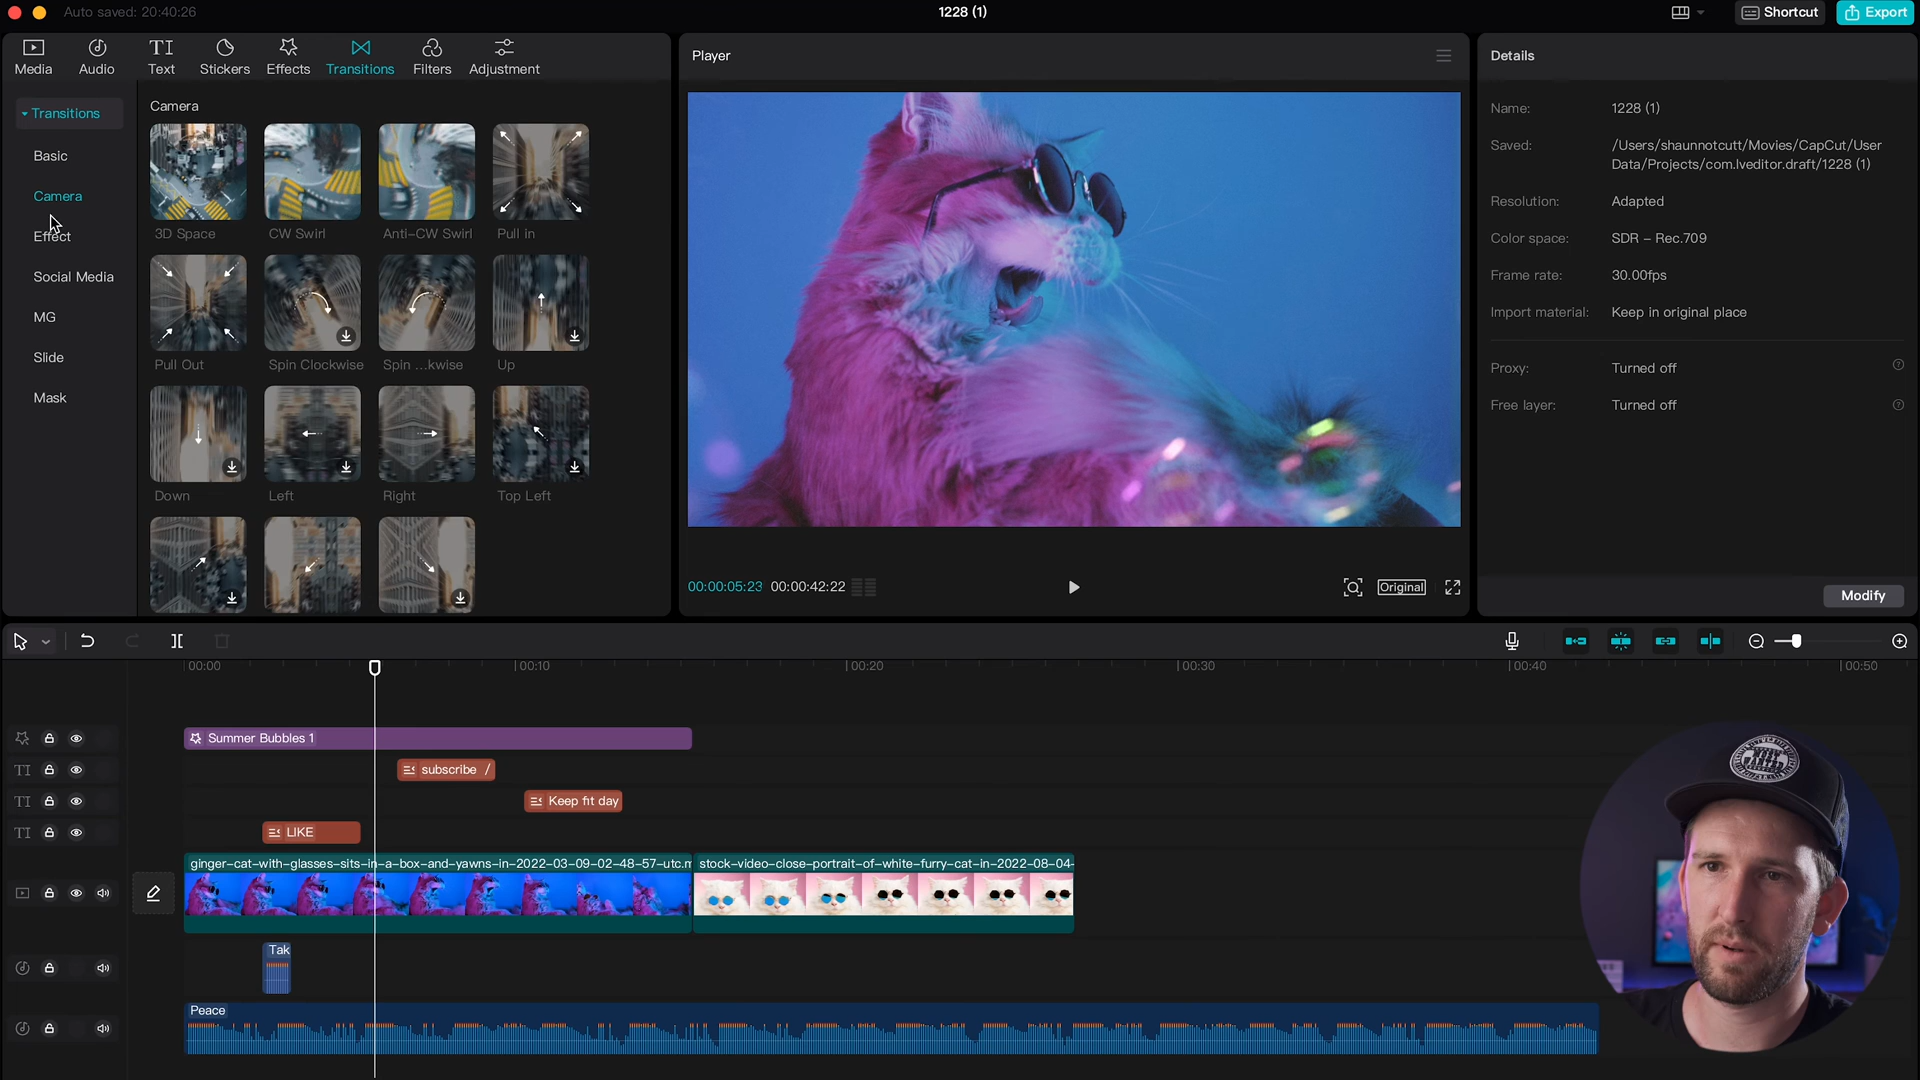 Auto saved: 20:40:26
1228 (1)
Shortcut
Export
Media
Audio
TI
Text
Stickers
Effects
Transitions
Filters
Adjustment
Player
Details
Transitions
Basic
Camera
Effect
Social Media
MG
Slide
Mask
Camera
3D Space
CW Swirl
Anti-CW Swirl
Pull in
Pull Out
Spin Clockwise
Spin ...kwise
Up
Down
Left
Right
Top Left
00:00:05:23 00:00:42:22
Original
Name: 1228 (1)
Saved: /Users/shaunnotcutt/Movies/CapCut/User
Data/Projects/com.lveditor.draft/1228 (1)
Resolution: Adapted
Color space: SDR - Rec.709
Frame rate: 30.00fps
Import material: Keep in original place
Proxy: Turned off
Free layer: Turned off
Modify
00:00
00:10
00:20
00:30
00:40
00:50
Summer Bubbles 1
TI
subscribe /
TI
Keep fit day
TI
LIKE
ginger-cat-with-glasses-sits-in-a-box-and-yawns-in-2022-03-09-02-48-57-utc.m
stock-video-close-portrait-of-white-furry-cat-in-2022-08-04-
Tak
Peace